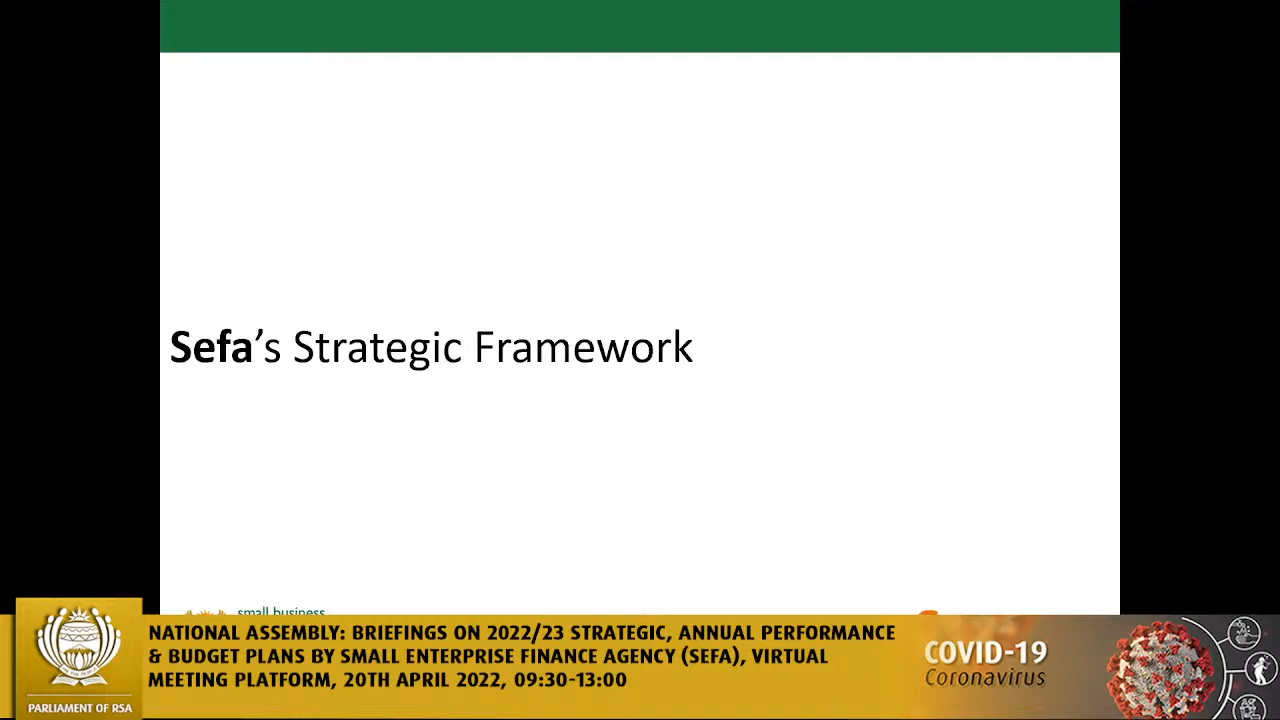 Sefa’s Strategic Framework
small business
NATIONAL ASSEMBLY: BRIEFINGS ON 2022/23 STRATEGIC, ANNUAL PERFORMANCE
& BUDGET PLANS BY SMALL ENTERPRISE FINANCE AGENCY (SEFA), VIRTUAL
MEETING PLATFORM, 20TH APRIL 2022, 09:30-13:00
PARLIAMENT OF RSA
COVID-19
Coronavirus